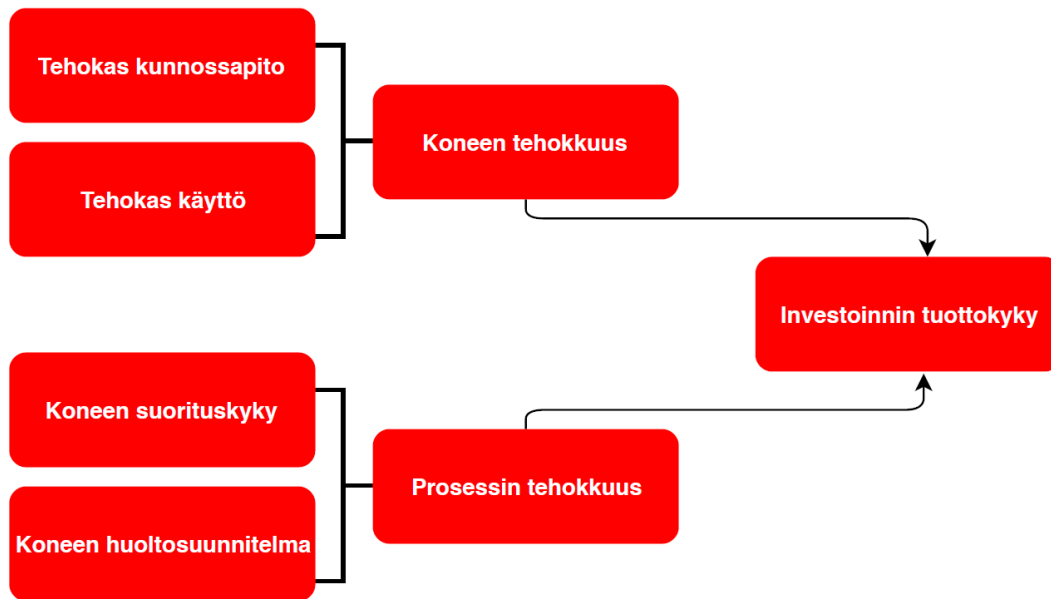 Tehokas kunnossapito
Tehokas käyttö
Koneen tehokkuus
Investoinnin tuottokyky
Koneen suorituskyky
Koneen huoltosuunnitelma
Prosessin tehokkuus